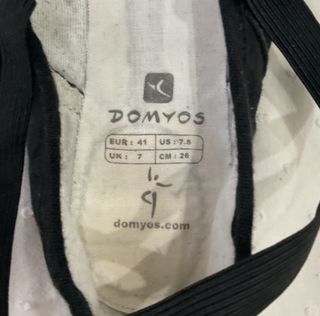 DOMYOS
EUR : 41 US : 7.5
UK : 7 CM : 26
domyos.com